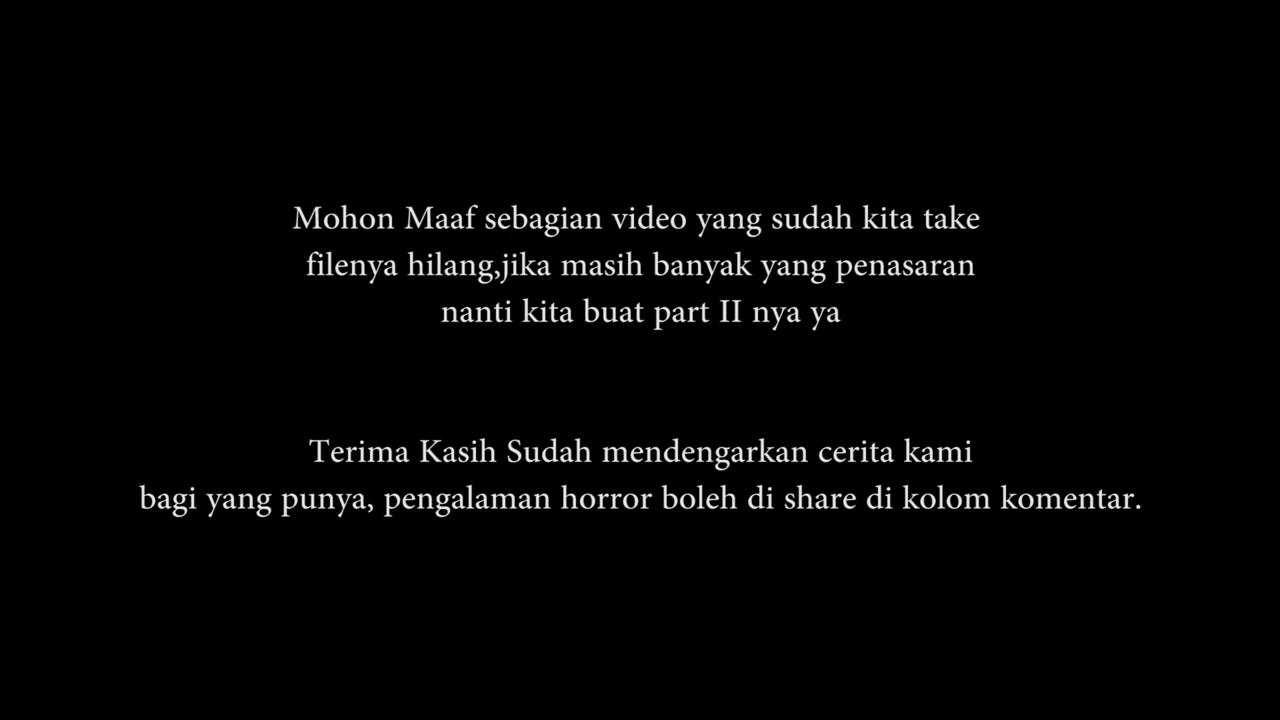 Mohon Maaf sebagian video yang sudah kita take
filenya hilang,jika masih banyak yang penasaran
nanti kita buat part II nya ya
Terima Kasih Sudah mendengarkan cerita kami
bagi yang punya, pengalaman horror boleh di share di kolom komentar.